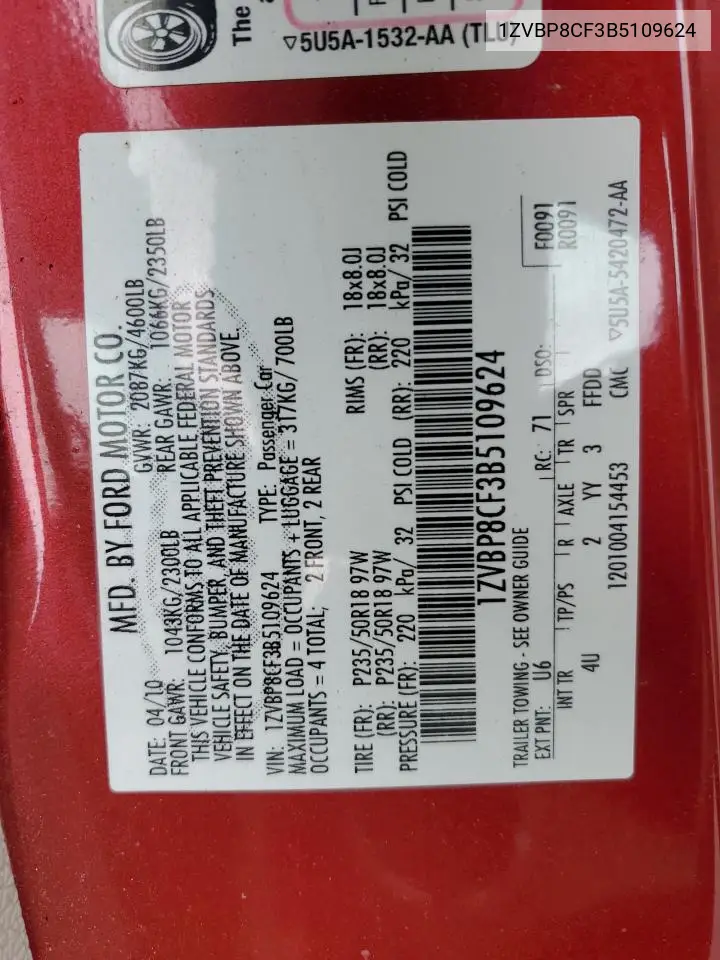 1ZVBP8CF3B5109624
The
▽5U5A-1532-AA (TLU)
MFD. BY FORD MOTOR CO.
DATE: 04/10 GVWR: 2087KG/4600LB
FRONT GAWR: 1043KG/2300LB REAR GAWR: 1066KG/2350LB
THIS VEHICLE CONFORMS TO ALL APPLICABLE FEDERAL MOTOR
VEHICLE SAFETY, BUMPER, AND THEFT PREVENTION STANDARDS
IN EFFECT ON THE DATE OF MANUFACTURE SHOWN ABOVE.
VIN: 1ZVBP8CF3B5109624 TYPE: Passenger Car
MAXIMUM LOAD = OCCUPANTS + LUGGAGE = 317KG/700LB
OCCUPANTS = 4 TOTAL; 2 FRONT, 2 REAR
TIRE (FR): P235/50R18 97W RIMS (FR): 18x8.0J
(RR): P235/50R18 97W (RR): 18x8.0J
PRESSURE (FR): 220 kPa/ 32 PSI COLD (RR): 220 kPa/ 32 PSI COLD
1ZVBP8CF3B5109624
TRAILER TOWING - SEE OWNER GUIDE
EXT PNT: U6 RC: 71 DSO: F0091
R0091
INT TR TP/PS R AXLE TR SPR
4U 2 YY 3 FFDD
1201004154453 CMC ▽5U5A-5420472-AA